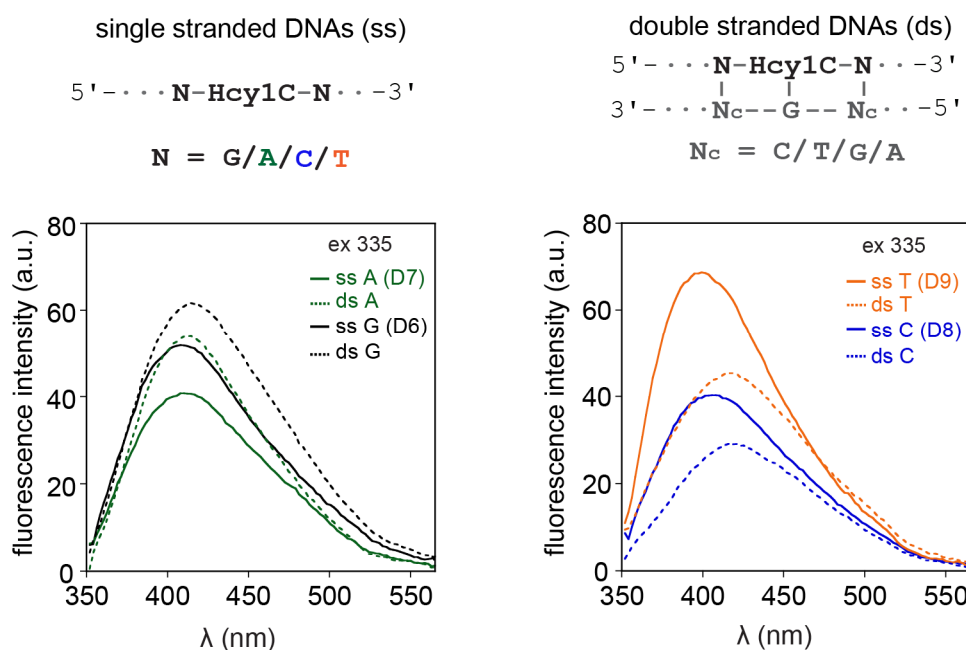 single stranded DNAs (ss)
5'-···N-Hcy1C-N···-3'
N = G/A/C/T
double stranded DNAs (ds)
5'-···N-Hcy1C-N···-3'
3'-···Nc--G--Nc···-5'
Nc = C/T/G/A
fluorescence intensity (a.u.)
80
60
40
20
0
ex 335
ss A (D7)
ds A
ss G (D6)
ds G
350 400 450 500 550
λ (nm)
fluorescence intensity (a.u.)
80
60
40
20
0
ex 335
ss T (D9)
ds T
ss C (D8)
ds C
350 400 450 500 550
λ (nm)